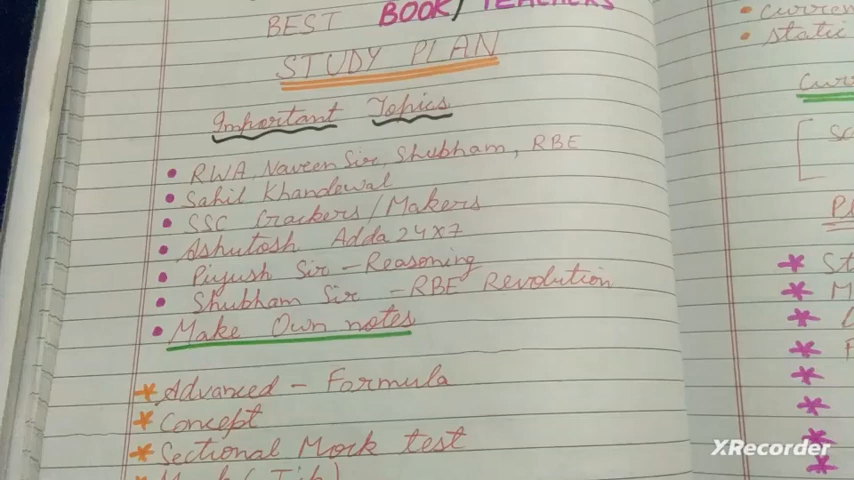 BEST BOOK/TEACHERS
STUDY PLAN
Important Topics
• RWA, Naveen Sir, Shubham, RBE
• Sahil Khandewal
• SSC Crackers/Makers
• Ashutosh Adda 24x7
• Piyush Sir - Reasoning
• Shubham Sir - RBE Revolution
• Make Own notes
* Advanced - Formula
* Concept
* Sectional Mock test
• curren
• static
Curr
XRecorder